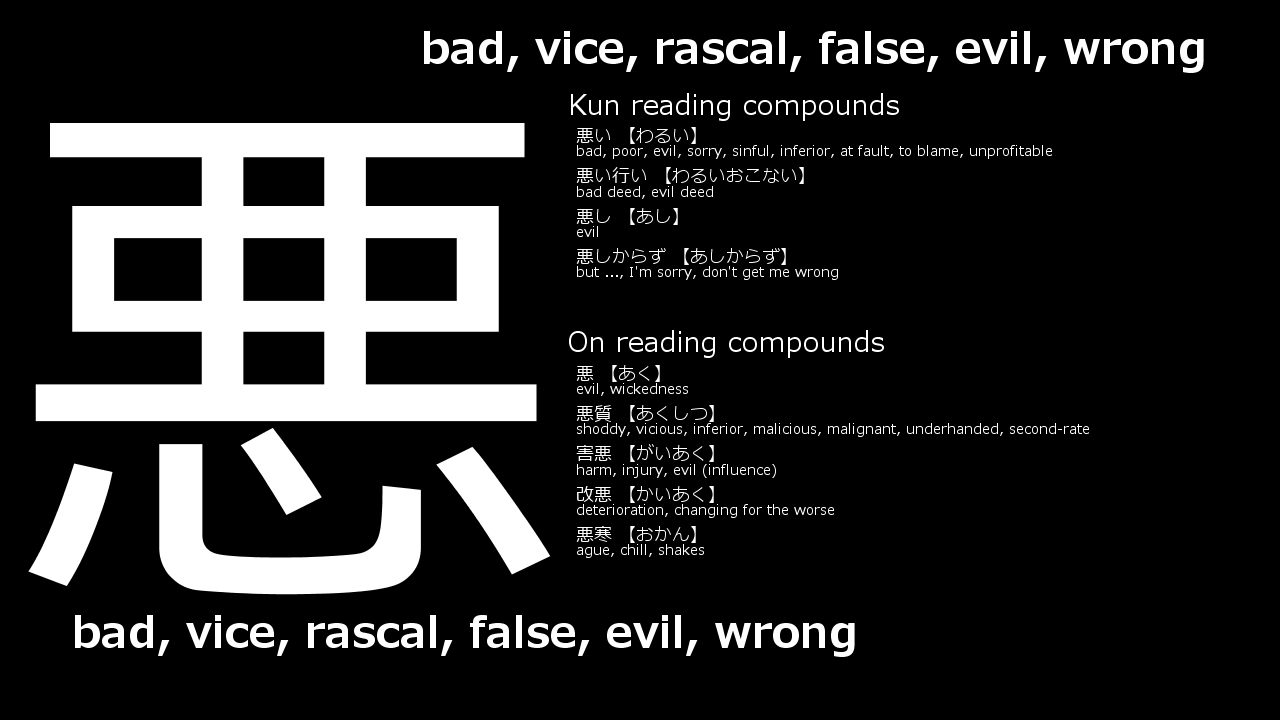 bad, vice, rascal, false, evil, wrong
悪
Kun reading compounds
悪い 【わるい】
bad, poor, evil, sorry, sinful, inferior, at fault, to blame, unprofitable
悪い行い 【わるいおこない】
bad deed, evil deed
悪し 【あし】
evil
悪しからず 【あしからず】
but ..., I'm sorry, don't get me wrong
On reading compounds
悪 【あく】
evil, wickedness
悪質 【あくしつ】
shoddy, vicious, inferior, malicious, malignant, underhanded, second-rate
害悪 【がいあく】
harm, injury, evil (influence)
改悪 【かいあく】
deterioration, changing for the worse
悪寒 【おかん】
ague, chill, shakes
bad, vice, rascal, false, evil, wrong